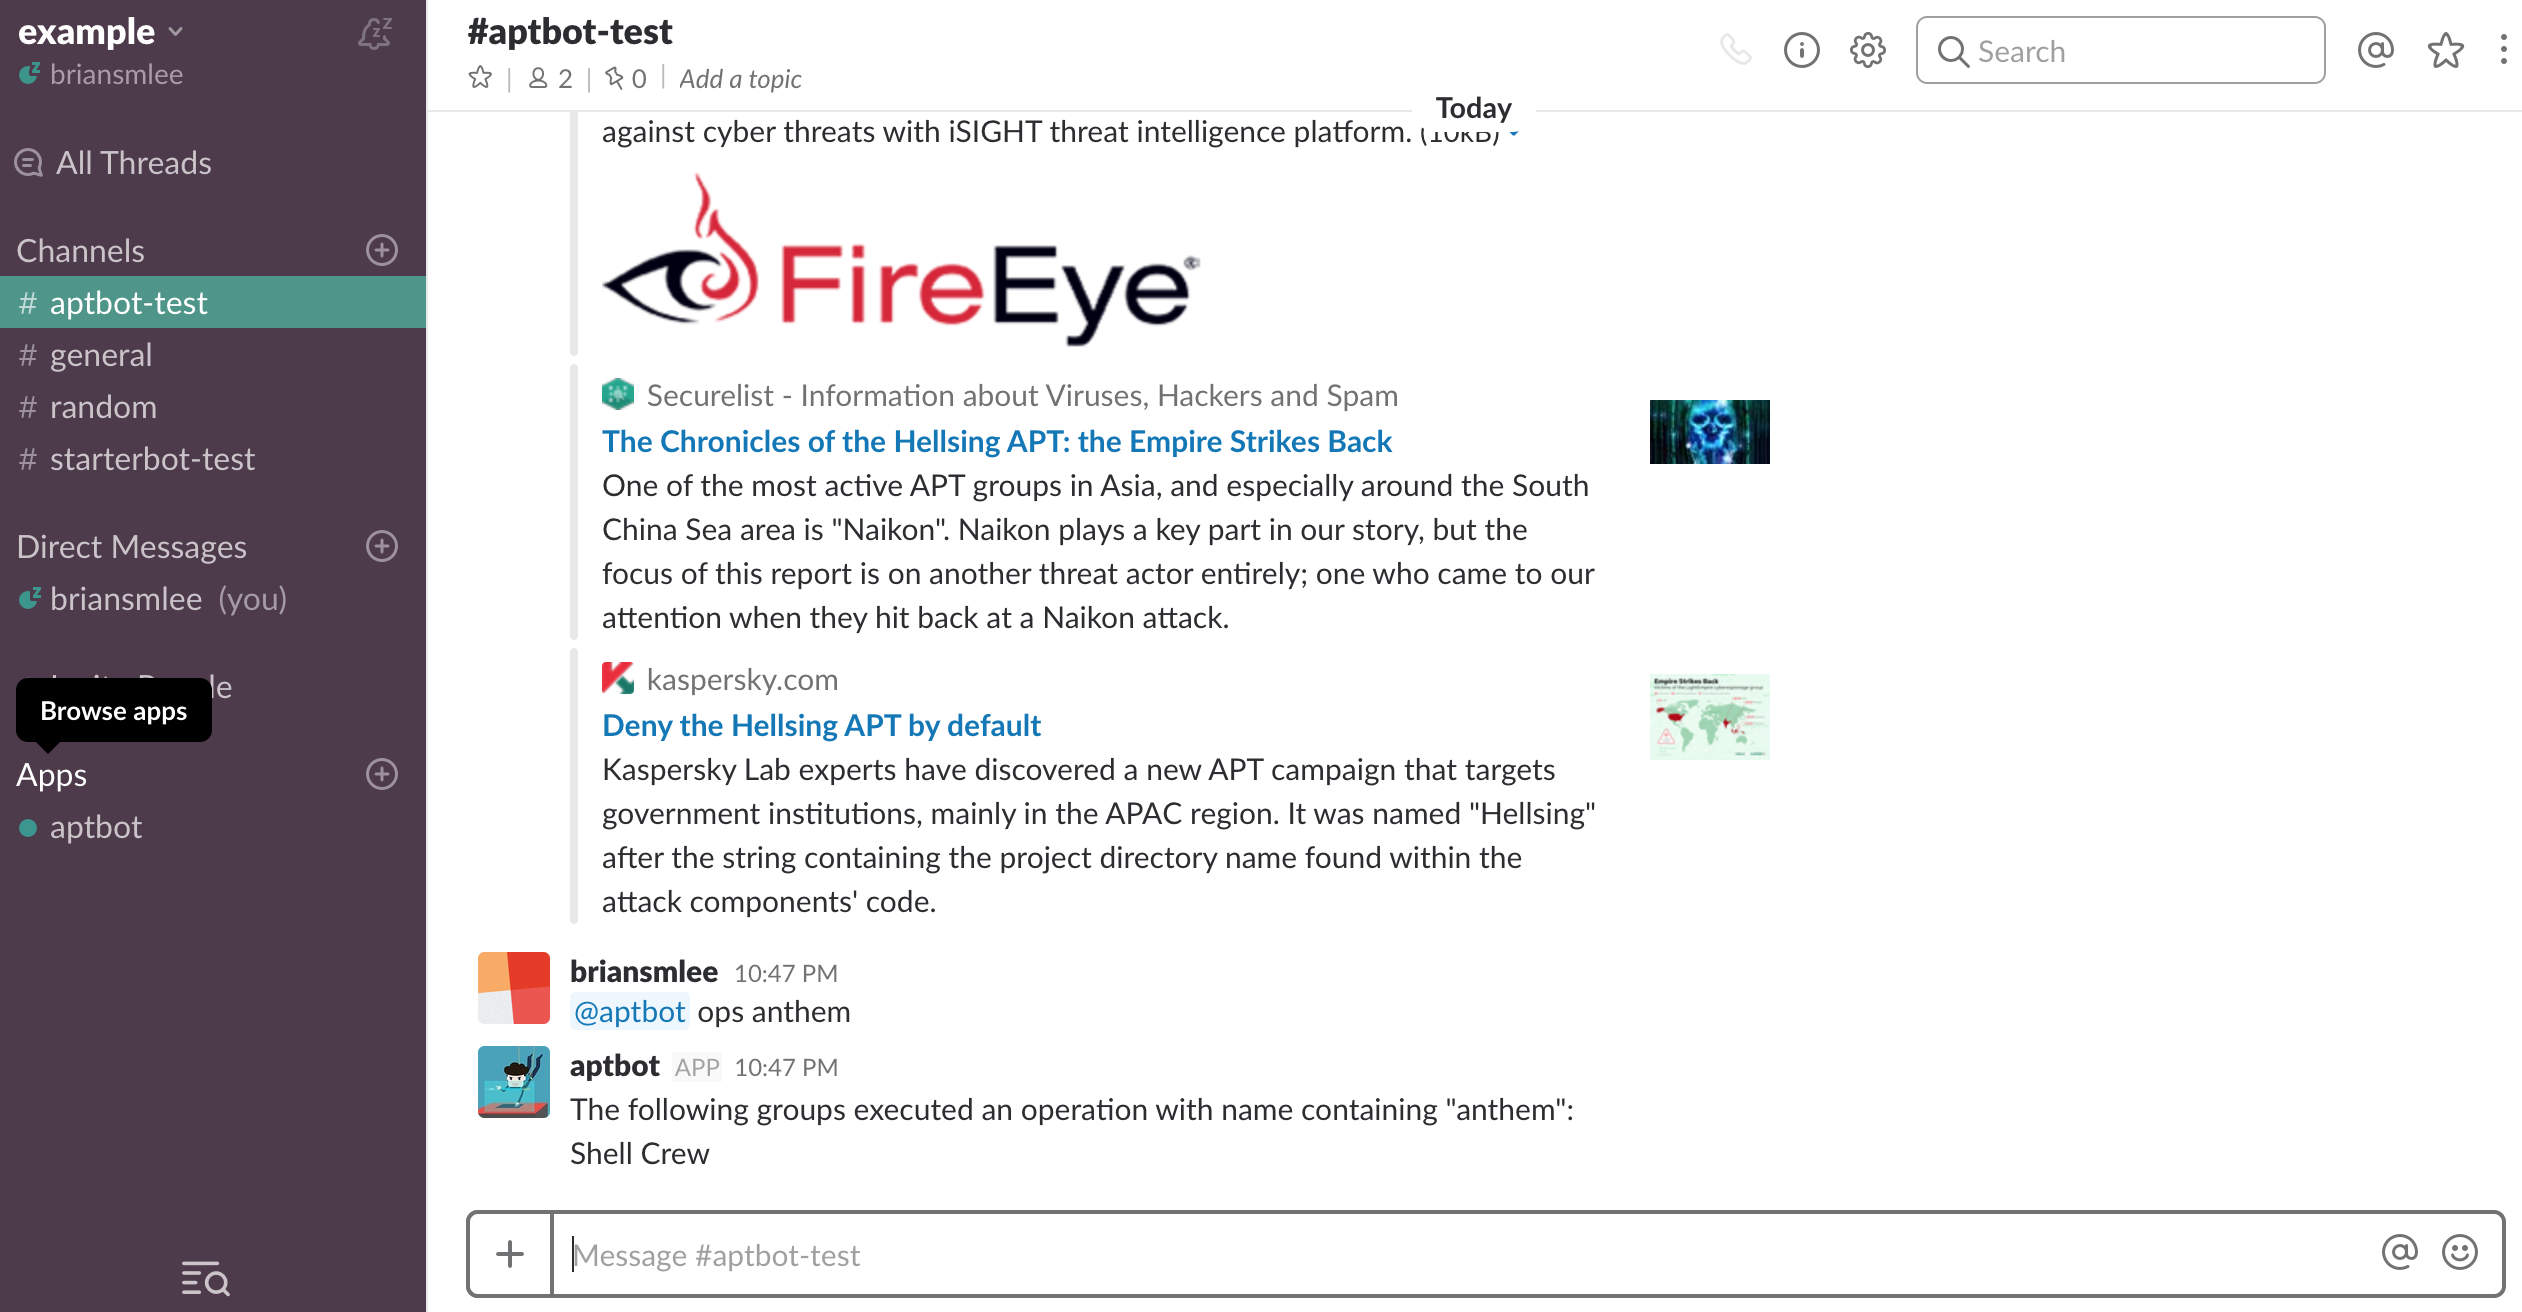 example
briansmlee
All Threads
Channels
# aptbot-test
# general
# random
# starterbot-test
Direct Messages
briansmlee (you)
Browse apps
Apps
aptbot
#aptbot-test
2 | 0 | Add a topic
Search
Today
against cyber threats with iSIGHT threat intelligence platform. (10kB)
FireEye
Securelist - Information about Viruses, Hackers and Spam
The Chronicles of the Hellsing APT: the Empire Strikes Back
One of the most active APT groups in Asia, and especially around the South
China Sea area is "Naikon". Naikon plays a key part in our story, but the
focus of this report is on another threat actor entirely; one who came to our
attention when they hit back at a Naikon attack.
kaspersky.com
Deny the Hellsing APT by default
Empire Strikes Back
Kaspersky Lab experts have discovered a new APT campaign that targets
government institutions, mainly in the APAC region. It was named "Hellsing"
after the string containing the project directory name found within the
attack components' code.
briansmlee 10:47 PM
@aptbot ops anthem
aptbot APP 10:47 PM
The following groups executed an operation with name containing "anthem":
Shell Crew
Message #aptbot-test